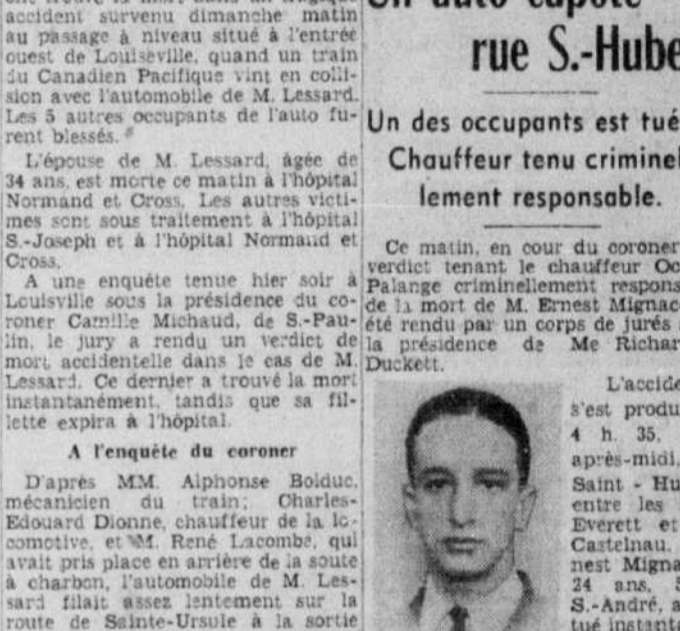 accident survenu dimanche matin
au passage à niveau situé à l'entrée
ouest de Louiseville, quand un train
du Canadien Pacifique vint en colli-
sion avec l'automobile de M. Lessard.
Les 5 autres occupants de l'auto fu-
rent blessés.
L'épouse de M. Lessard, âgée de
34 ans, est morte ce matin à l'hôpital
Normand et Cross. Les autres victi-
mes sont sous traitement à l'hôpital
S.-Joseph et à l'hôpital Normand et
Cross.
A une enquête tenue hier soir à
Louisville sous la présidence du co-
roner Camille Michaud, de S.-Pau-
lin, le jury a rendu un verdict de
mort accidentelle dans le cas de M.
Lessard. Ce dernier a trouvé la mort
instantanément, tandis que sa fil-
lette expira à l'hôpital.
A l'enquête du coroner
D'après MM. Alphonse Bolduc,
mécanicien du train; Charles-
Edouard Dionne, chauffeur de la lo-
comotive, et M. René Lacombe, qui
avait pris place en arrière de la soute
à charbon, l'automobile de M. Les-
sard filait assez lentement sur la
route de Sainte-Ursule à la sortie
Un auto capote
rue S.-Hube
Un des occupants est tué
Chauffeur tenu criminel
lement responsable.
Ce matin, en cour du coroner
verdict tenant le chauffeur Oc
Palange criminellement respons
de la mort de M. Ernest Mignac
été rendu par un corps de jurés
la présidence de Me Richar
Duckett.
L'accide
s'est produ
4 h. 35,
après-midi,
Saint - Hu
entre les
Everett et
Castelnau.
nest Migna
24 ans,
S.-André, a
tué instanta